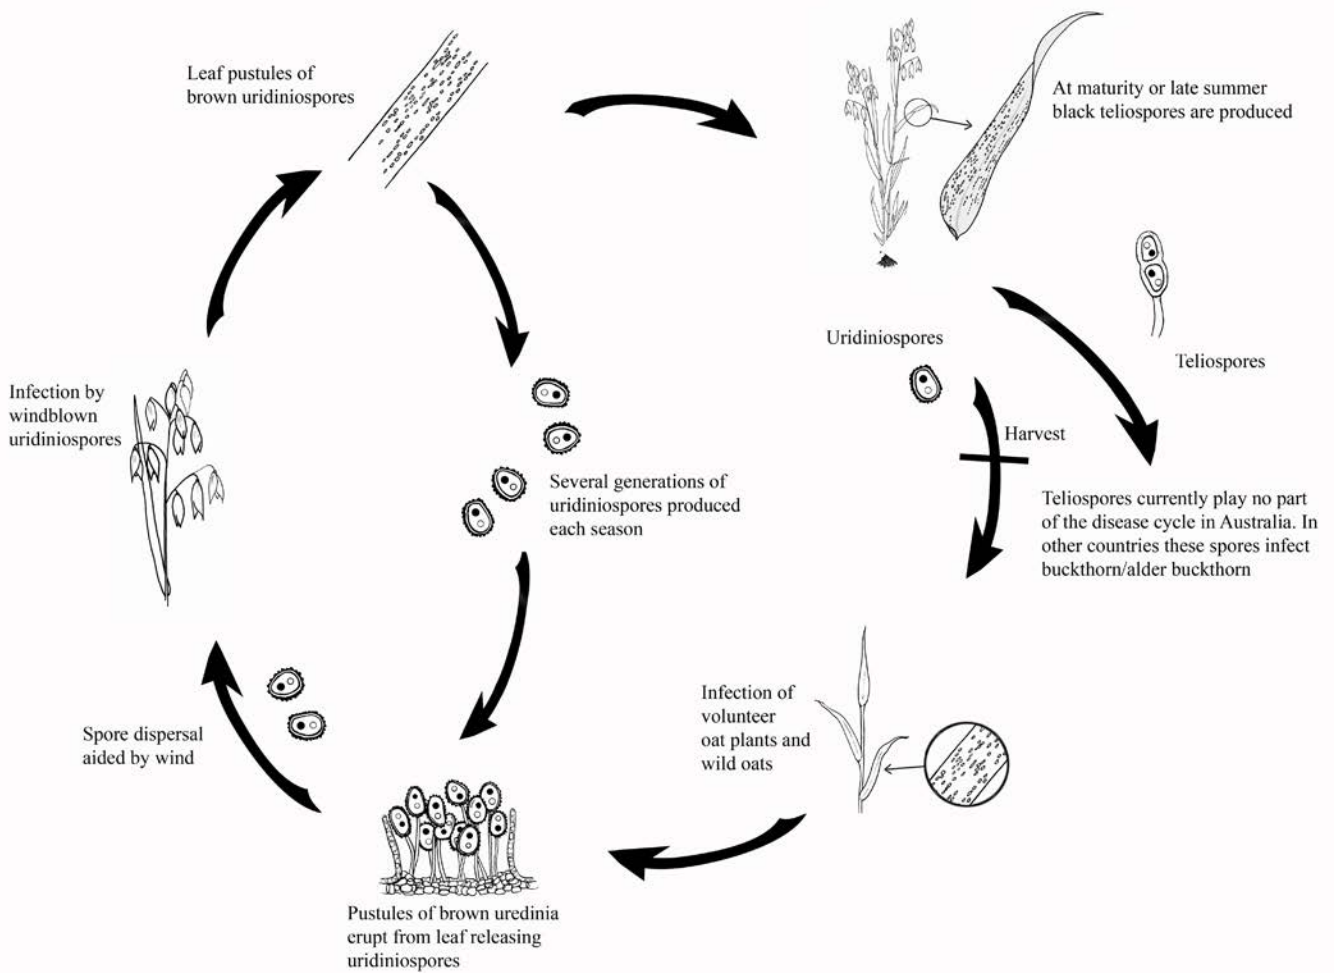 Leaf pustules of
brown uridiniospores
At maturity or late summer
black teliospores are produced
Uridiniospores
Teliospores
Harvest
Infection by
windblown
uridiniospores
Several generations of
uridiniospores produced
each season
Teliospores currently play no part
of the disease cycle in Australia. In
other countries these spores infect
buckthorn/alder buckthorn
Spore dispersal
aided by wind
Infection of
volunteer
oat plants and
wild oats
Pustules of brown uredinia
erupt from leaf releasing
uridiniospores